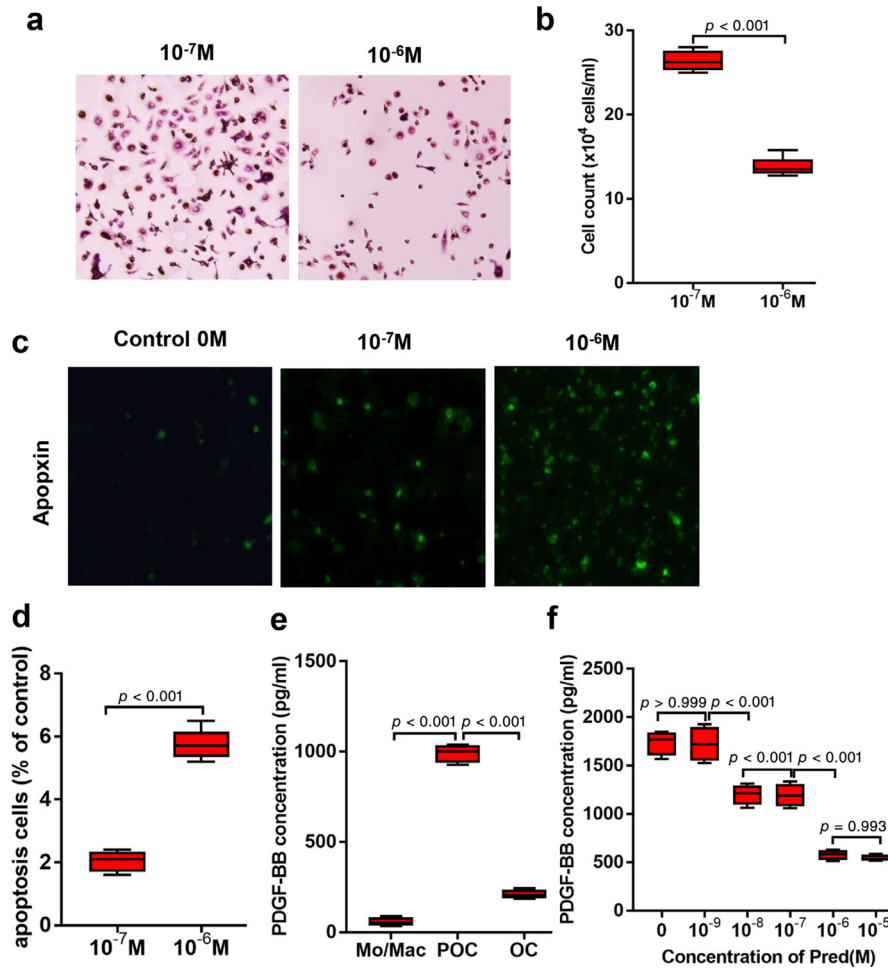 a
10⁻⁷M
10⁻⁶M
b
Cell count (x10⁴ cells/ml)
30
20
10
0
p < 0.001
10⁻⁷M
10⁻⁶M
c
Control 0M
10⁻⁷M
10⁻⁶M
Apopxin
d
apoptosis cells (% of control)
8
6
4
2
0
p < 0.001
10⁻⁷M
10⁻⁶M
e
PDGF-BB concentration (pg/ml)
1500
1000
500
0
p < 0.001
p < 0.001
Mo/Mac
POC
OC
f
PDGF-BB concentration (pg/ml)
2500
2000
1500
1000
500
0
p > 0.999
p < 0.001
p < 0.001
p < 0.001
p = 0.993
0
10⁻⁹
10⁻⁸
10⁻⁷
10⁻⁶
10⁻⁵
Concentration of Pred(M)